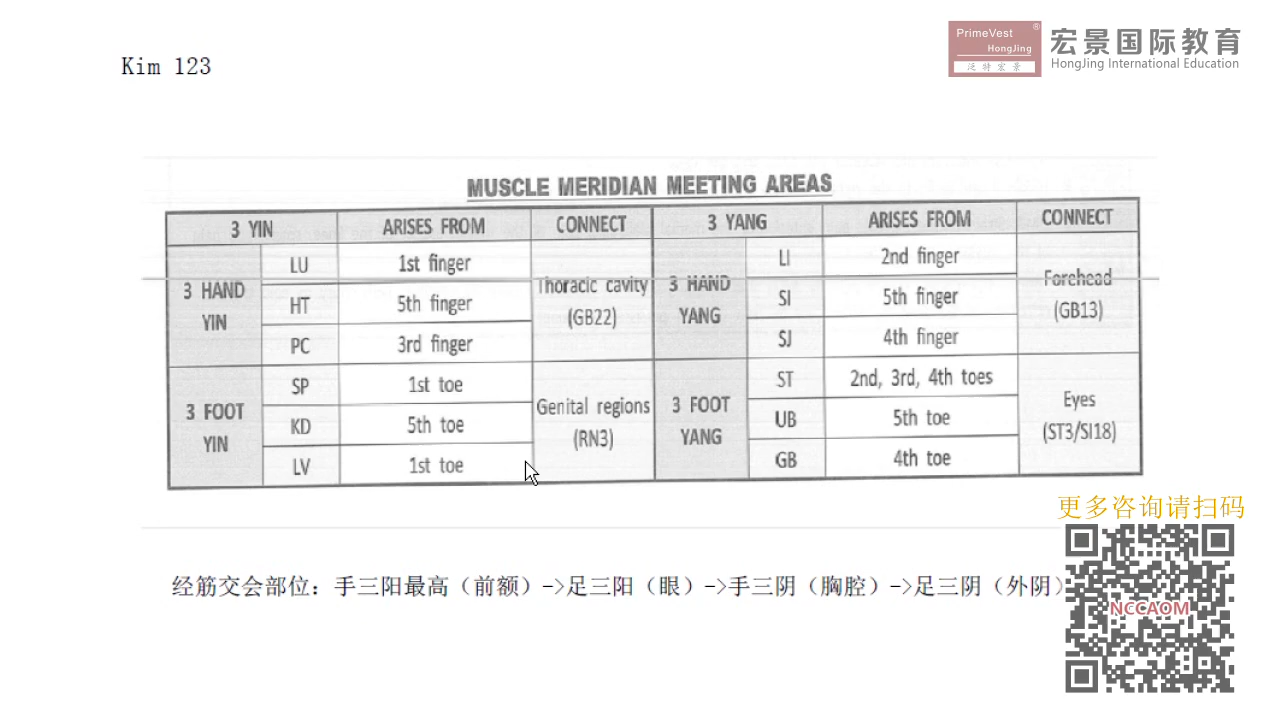 Kim 123
PrimeVest ®
HongJing
泛特宏景
宏景国际教育
HongJing International Education
MUSCLE MERIDIAN MEETING AREAS
3 YIN ARISES FROM CONNECT 3 YANG ARISES FROM CONNECT
3 HAND YIN LU 1st finger Thoracic cavity (GB22) 3 HAND YANG LI 2nd finger Forehead (GB13)
HT 5th finger SI 5th finger
PC 3rd finger SJ 4th finger
3 FOOT YIN SP 1st toe Genital regions (RN3) 3 FOOT YANG ST 2nd, 3rd, 4th toes Eyes (ST3/SI18)
KD 5th toe UB 5th toe
LV 1st toe GB 4th toe
更多咨询请扫码
经筋交会部位: 手三阳最高（前额）->足三阳（眼）->手三阴（胸腔）->足三阴（外阴）
NCCAOM